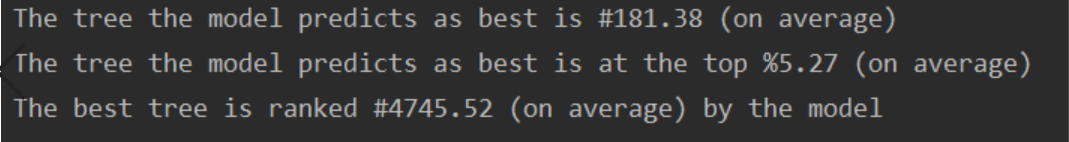 The tree the model predicts as best is #181.38 (on average)
The tree the model predicts as best is at the top %5.27 (on average)
The best tree is ranked #4745.52 (on average) by the model